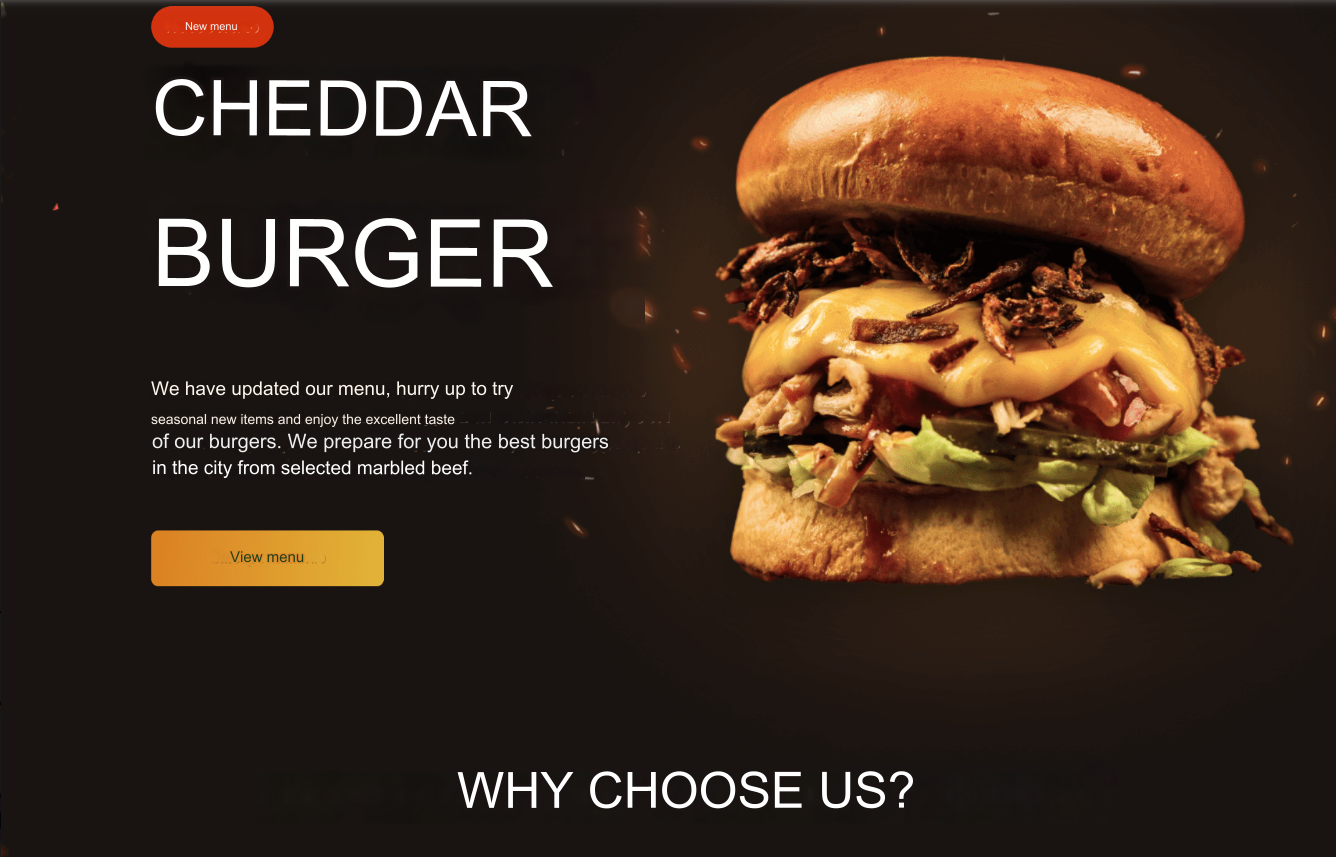 New menu
CHEDDAR
BURGER
We have updated our menu, hurry up to try
seasonal new items and enjoy the excellent taste
of our burgers. We prepare for you the best burgers
in the city from selected marbled beef.
View menu
WHY CHOOSE US?